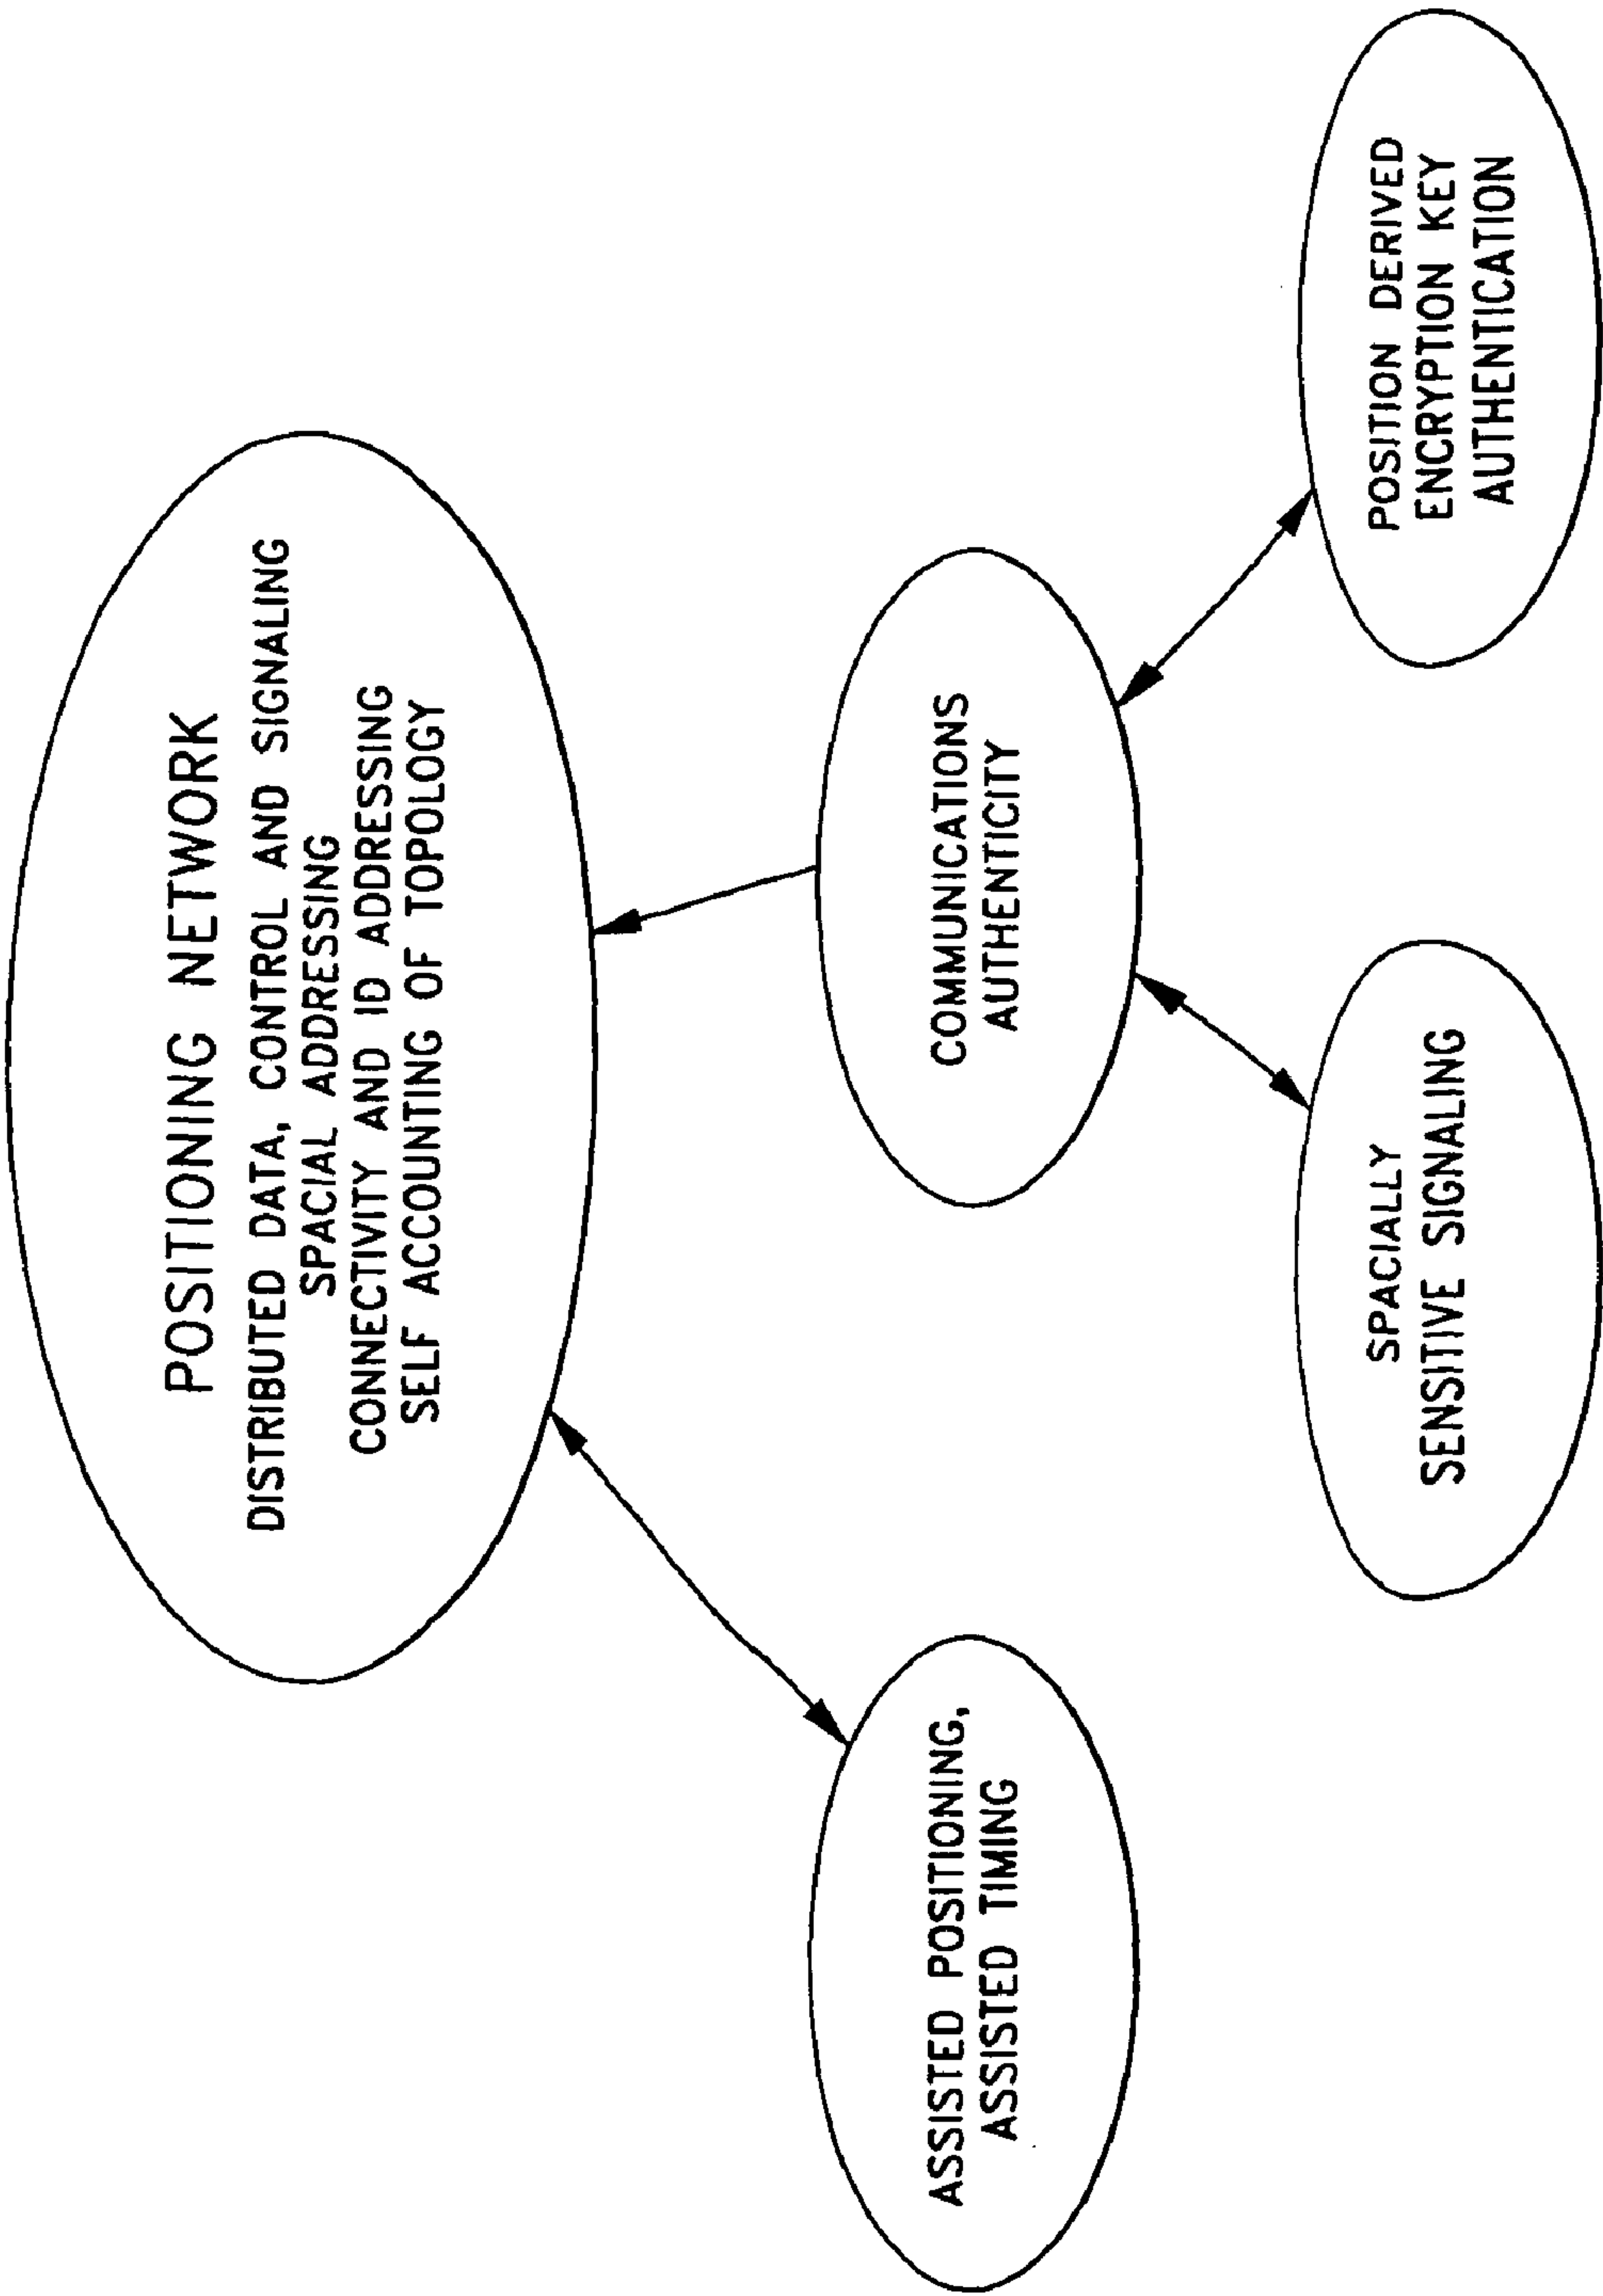 POSITIONING NETWORK
DISTRIBUTED DATA, CONTROL AND SIGNALING
SPACIAL ADDRESSING
CONNECTIVITY AND ID ADDRESSING
SELF ACCOUNTING OF TOPOLOGY
ASSISTED POSITIONING,
ASSISTED TIMING
COMMUNICATIONS
AUTHENTICITY
SPACIALLY
SENSITIVE SIGNALING
POSITION DERIVED
ENCRYPTION KEY
AUTHENTICATION